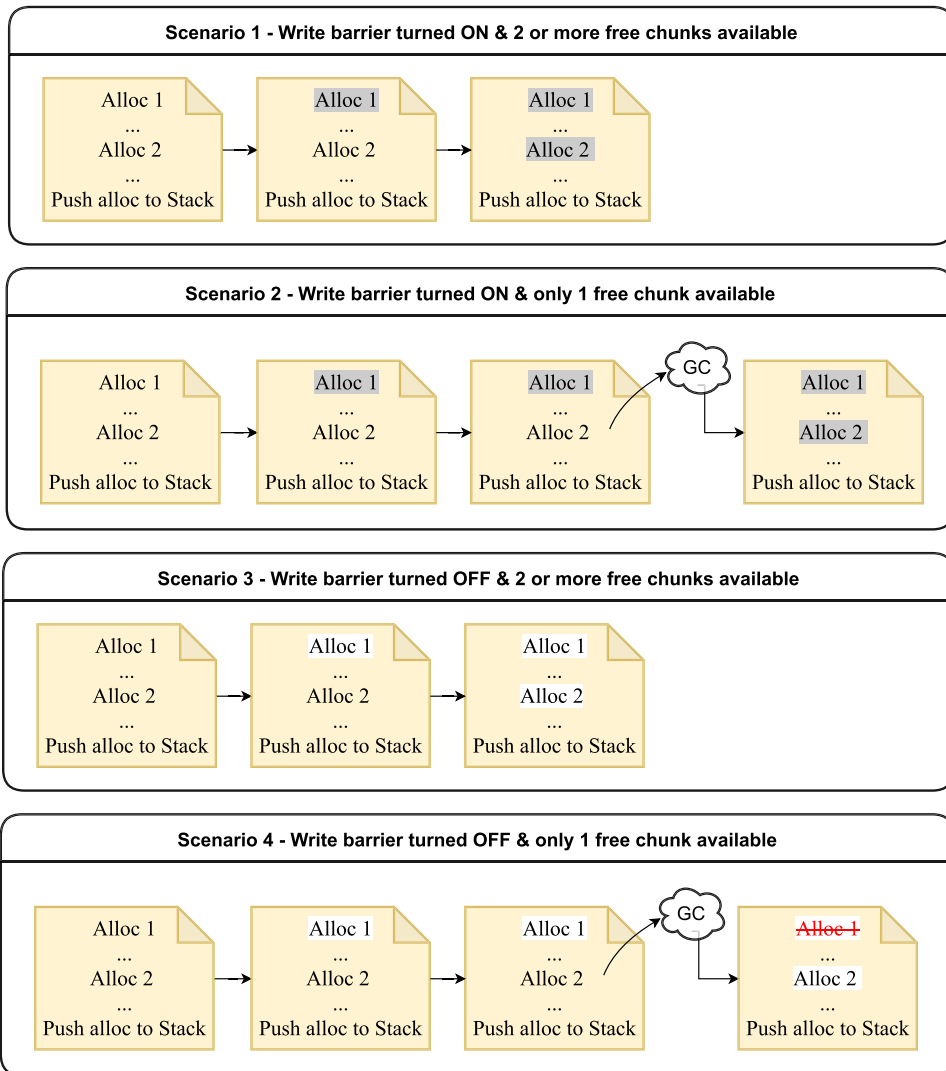 Scenario 1 - Write barrier turned ON & 2 or more free chunks available
Alloc 1
...
Alloc 2
...
Push alloc to Stack
Alloc 1
...
Alloc 2
...
Push alloc to Stack
Alloc 1
...
Alloc 2
...
Push alloc to Stack
Scenario 2 - Write barrier turned ON & only 1 free chunk available
Alloc 1
...
Alloc 2
...
Push alloc to Stack
Alloc 1
...
Alloc 2
...
Push alloc to Stack
Alloc 1
...
Alloc 2
...
Push alloc to Stack
GC
Alloc 1
...
Alloc 2
...
Push alloc to Stack
Scenario 3 - Write barrier turned OFF & 2 or more free chunks available
Alloc 1
...
Alloc 2
...
Push alloc to Stack
Alloc 1
...
Alloc 2
...
Push alloc to Stack
Alloc 1
...
Alloc 2
...
Push alloc to Stack
Scenario 4 - Write barrier turned OFF & only 1 free chunk available
Alloc 1
...
Alloc 2
...
Push alloc to Stack
Alloc 1
...
Alloc 2
...
Push alloc to Stack
Alloc 1
...
Alloc 2
...
Push alloc to Stack
GC
Alloc 1
...
Alloc 2
...
Push alloc to Stack